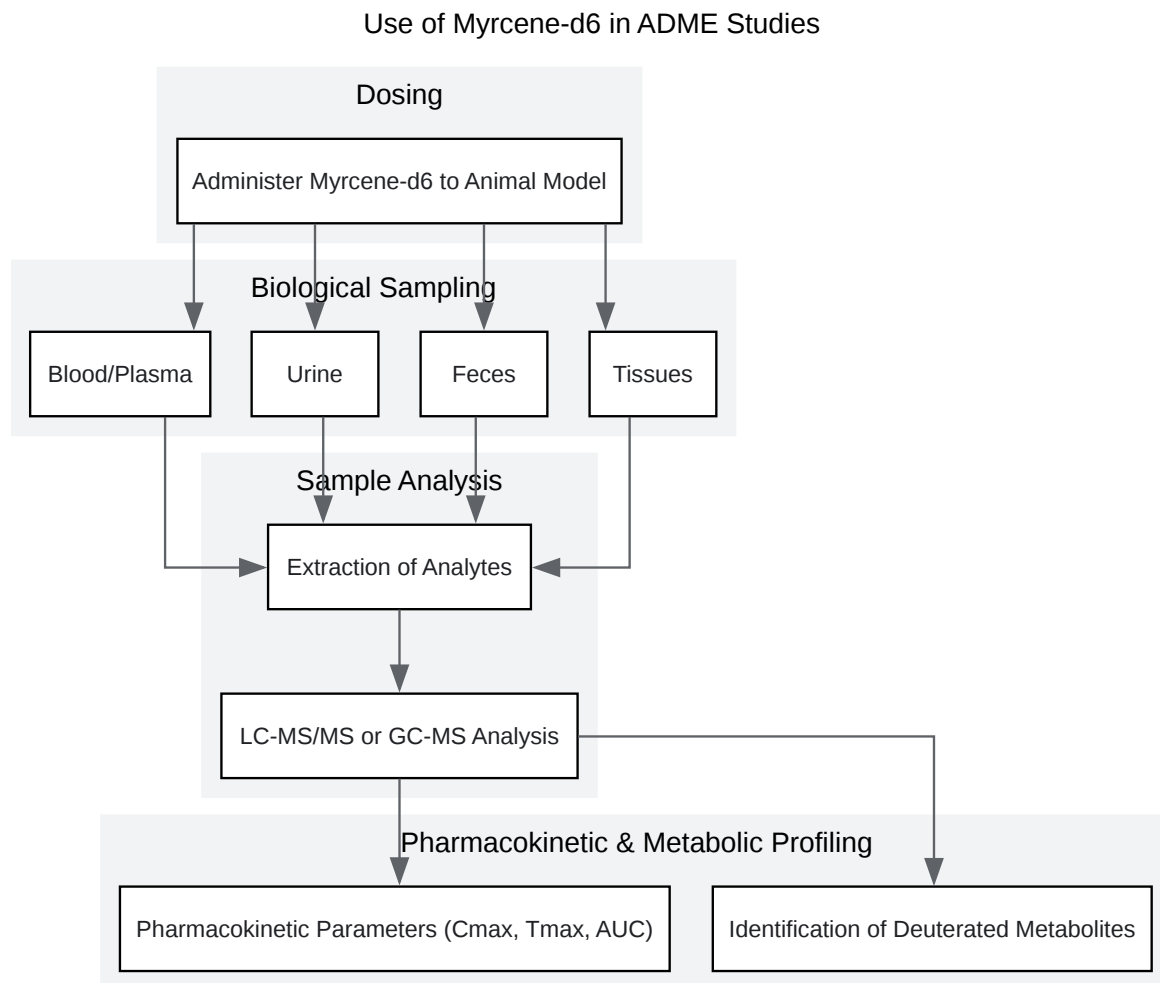 Use of Myrcene-d6 in ADME Studies
Dosing
Administer Myrcene-d6 to Animal Model
Biological Sampling
Blood/Plasma
Urine
Feces
Tissues
Sample Analysis
Extraction of Analytes
LC-MS/MS or GC-MS Analysis
Pharmacokinetic & Metabolic Profiling
Pharmacokinetic Parameters (Cmax, Tmax, AUC)
Identification of Deuterated Metabolites